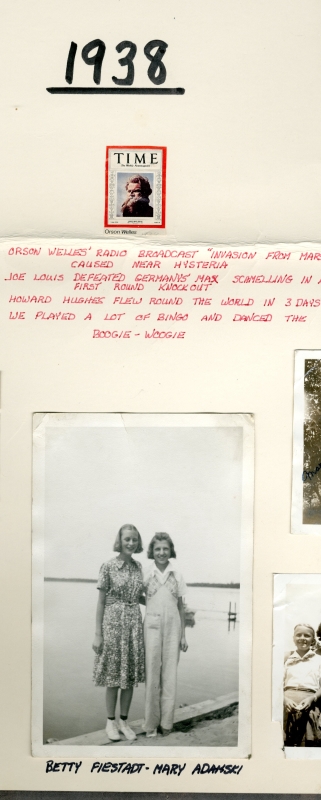 1938
TIME
Orson Welles
ORSON WELLES' RADIO BROADCAST "INVASION FROM MARS
CAUSED NEAR HYSTERIA
JOE LOUIS DEFEATED GERMANY'S MAX SCIMELLING IN A
FIRST ROUND KNOCKOUT
HOWARD HUGHES FLEW ROUND THE WORLD IN 3 DAYS
WE PLAYED A LOT OF BINGO AND DANCED THE
BOOGIE-WOOGIE
BETTY FIESTADT - MARY ADAMSKI